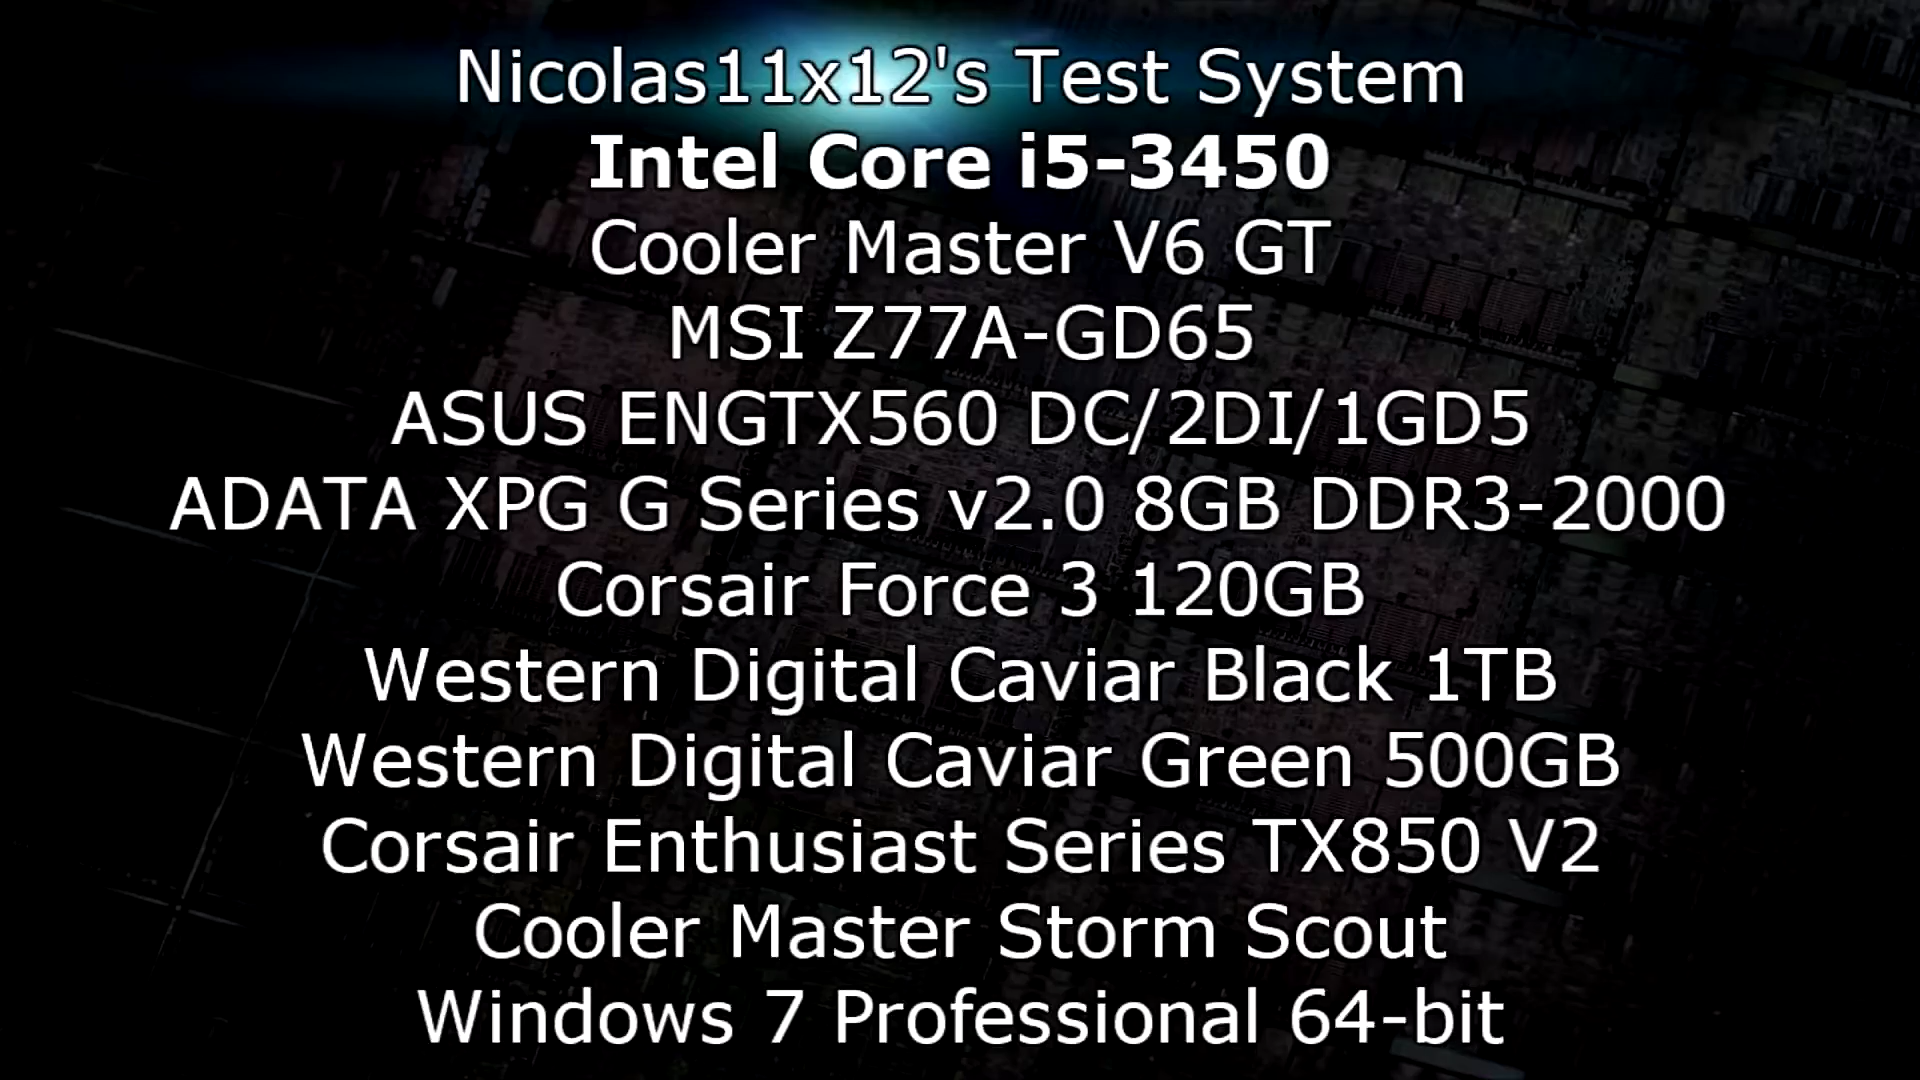 Nicolas11x12's Test System
Intel Core i5-3450
Cooler Master V6 GT
MSI Z77A-GD65
ASUS ENGTX560 DC/2DI/1GD5
ADATA XPG G Series v2.0 8GB DDR3-2000
Corsair Force 3 120GB
Western Digital Caviar Black 1TB
Western Digital Caviar Green 500GB
Corsair Enthusiast Series TX850 V2
Cooler Master Storm Scout
Windows 7 Professional 64-bit